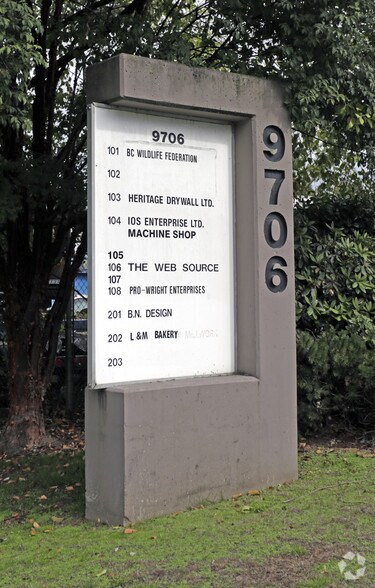 9706
101 BC WILDLIFE FEDERATION
102
103 HERITAGE DRYWALL LTD.
104 IOS ENTERPRISE LTD.
MACHINE SHOP
105
106 THE WEB SOURCE
107
108 PRO-WRIGHT ENTERPRISES
201 B.N. DESIGN
202 L & M BAKERY MILLWORK
203
9706